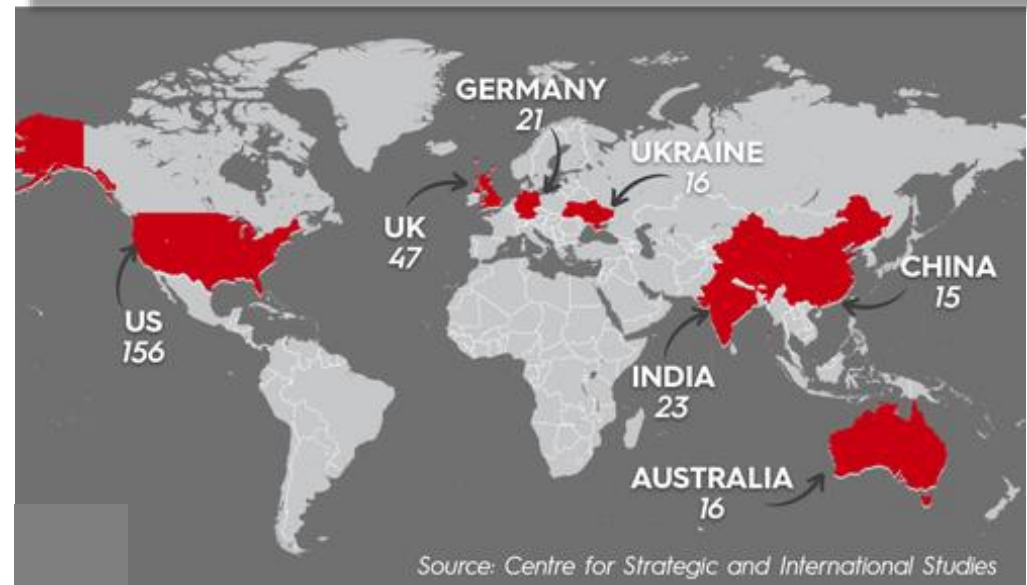 GERMANY
21
UKRAINE
16
UK
47
CHINA
15
US
156
INDIA
23
AUSTRALIA
16
Source: Centre for Strategic and International Studies